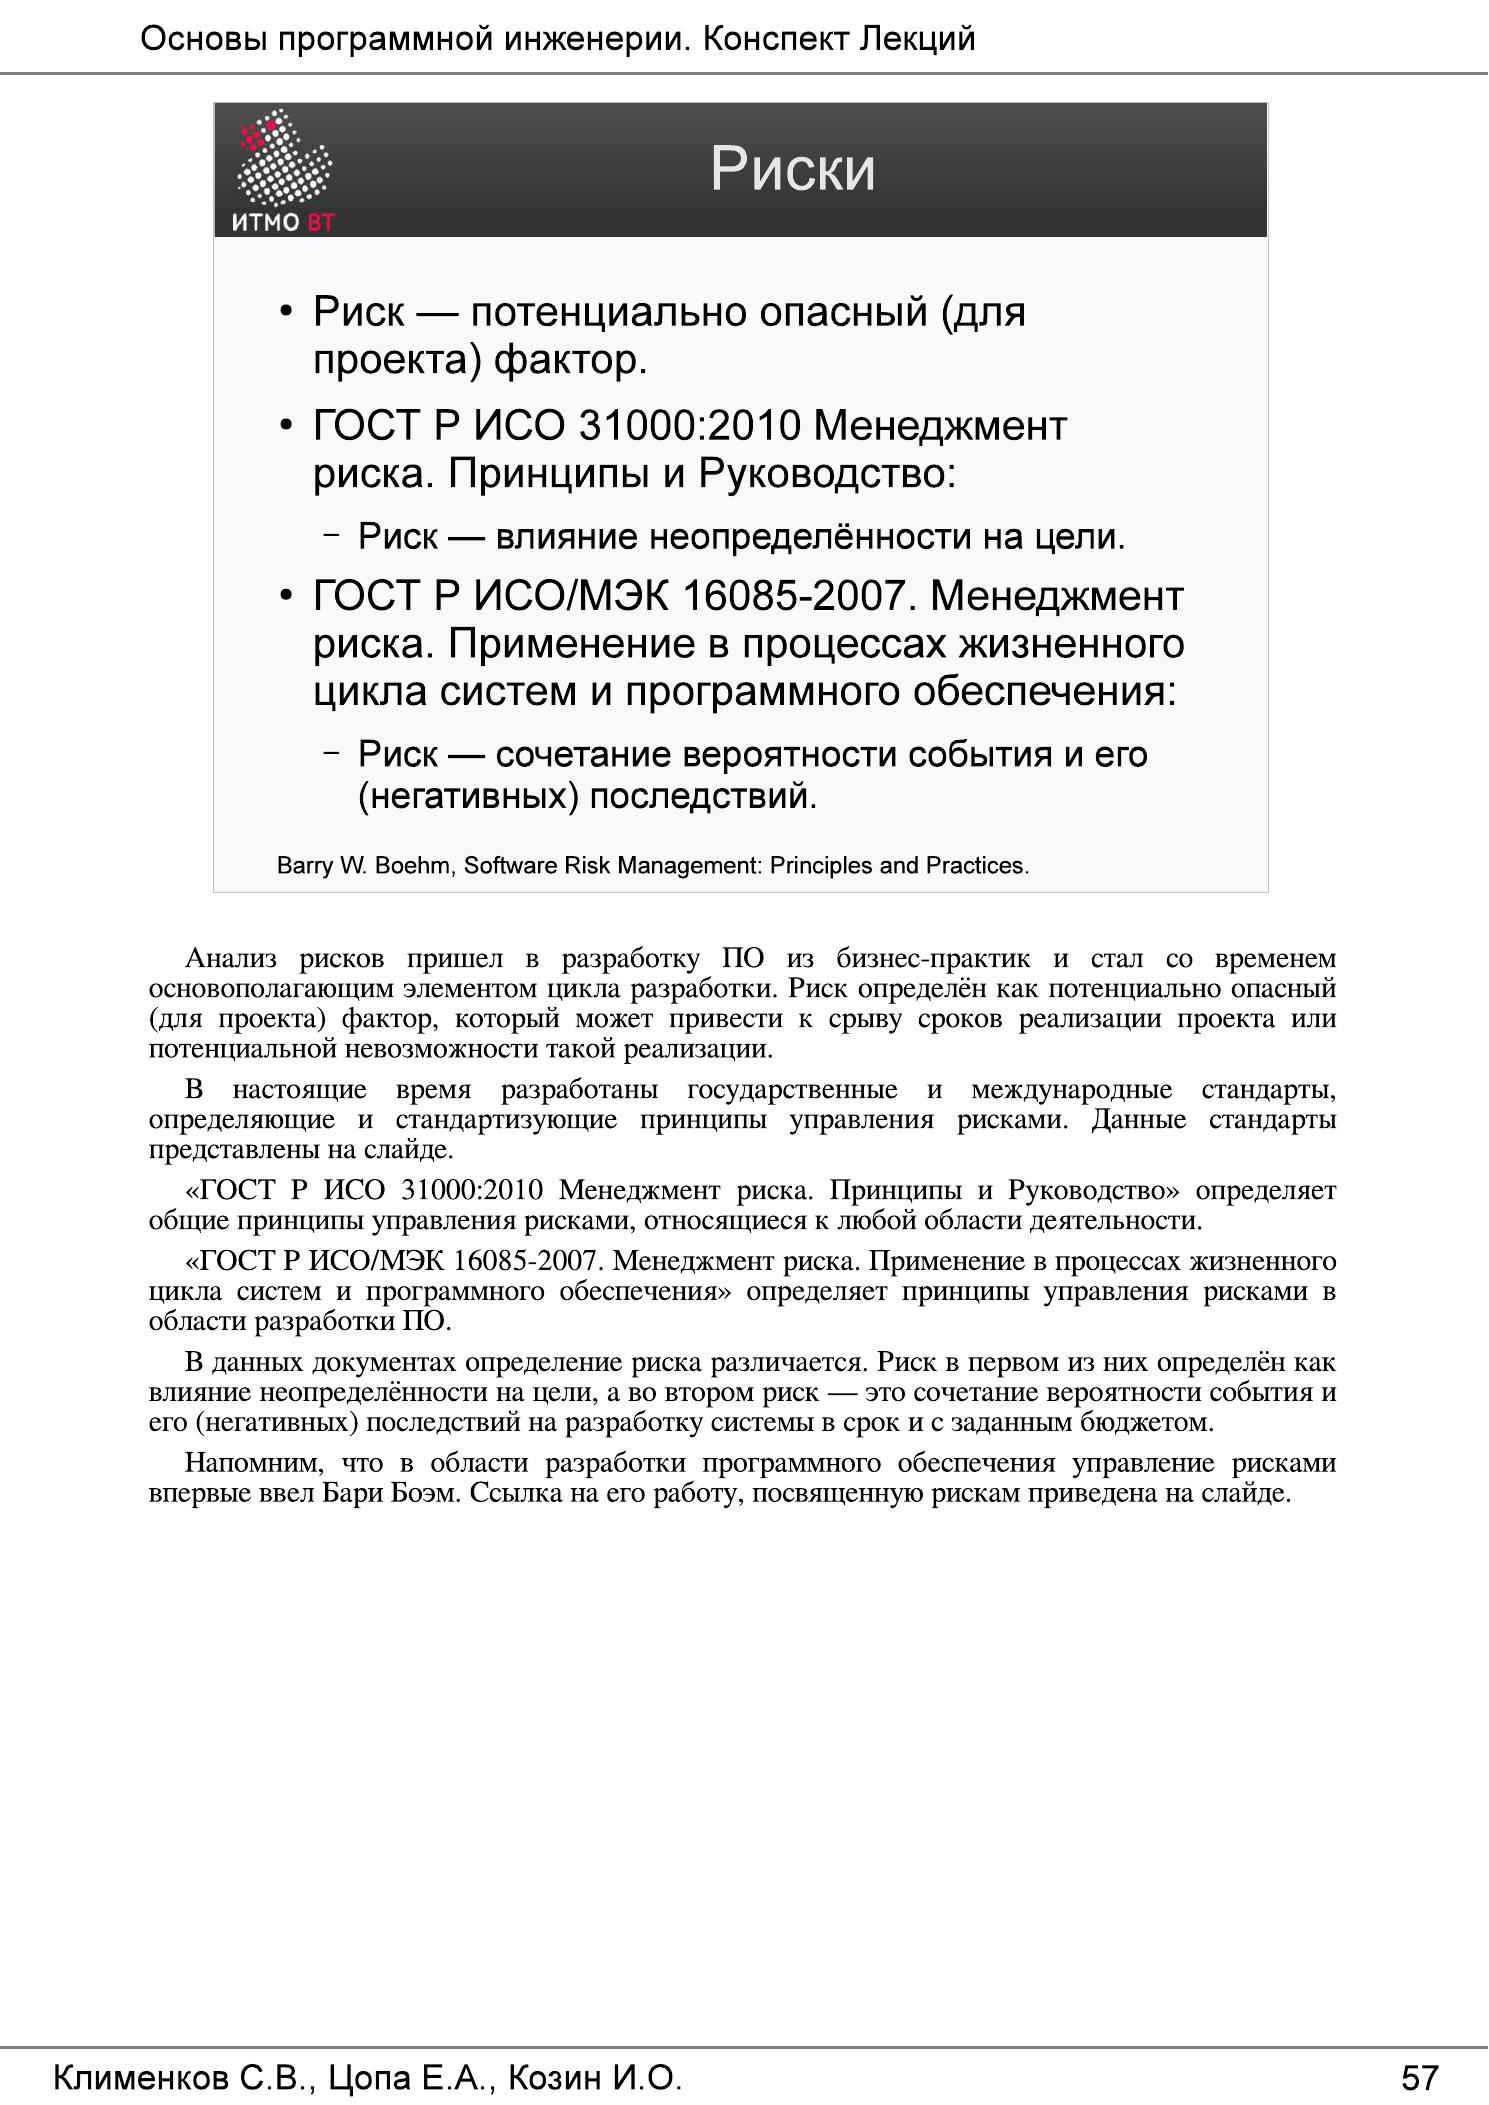 Основы программной инженерии. Конспект Лекций
ИТМО ВТ
Риски
• Риск — потенциально опасный (для
проекта) фактор.
• ГОСТ Р ИСО 31000:2010 Менеджмент
риска. Принципы и Руководство:
– Риск — влияние неопределённости на цели.
• ГОСТ Р ИСО/МЭК 16085-2007. Менеджмент
риска. Применение в процессах жизненного
цикла систем и программного обеспечения:
– Риск — сочетание вероятности события и его
(негативных) последствий.
Barry W. Boehm, Software Risk Management: Principles and Practices.
Анализ рисков пришел в разработку ПО из бизнес-практик и стал со временем
основополагающим элементом цикла разработки. Риск определён как потенциально опасный
(для проекта) фактор, который может привести к срыву сроков реализации проекта или
потенциальной невозможности такой реализации.
В настоящие время разработаны государственные и международные стандарты,
определяющие и стандартизующие принципы управления рисками. Данные стандарты
представлены на слайде.
«ГОСТ Р ИСО 31000:2010 Менеджмент риска. Принципы и Руководство» определяет
общие принципы управления рисками, относящиеся к любой области деятельности.
«ГОСТ Р ИСО/МЭК 16085-2007. Менеджмент риска. Применение в процессах жизненного
цикла систем и программного обеспечения» определяет принципы управления рисками в
области разработки ПО.
В данных документах определение риска различается. Риск в первом из них определён как
влияние неопределённости на цели, а во втором риск — это сочетание вероятности события и
его (негативных) последствий на разработку системы в срок и с заданным бюджетом.
Напомним, что в области разработки программного обеспечения управление рисками
впервые ввел Бари Боэм. Ссылка на его работу, посвященную рискам приведена на слайде.
Клименков С.В., Цопа Е.А., Козин И.О.
57